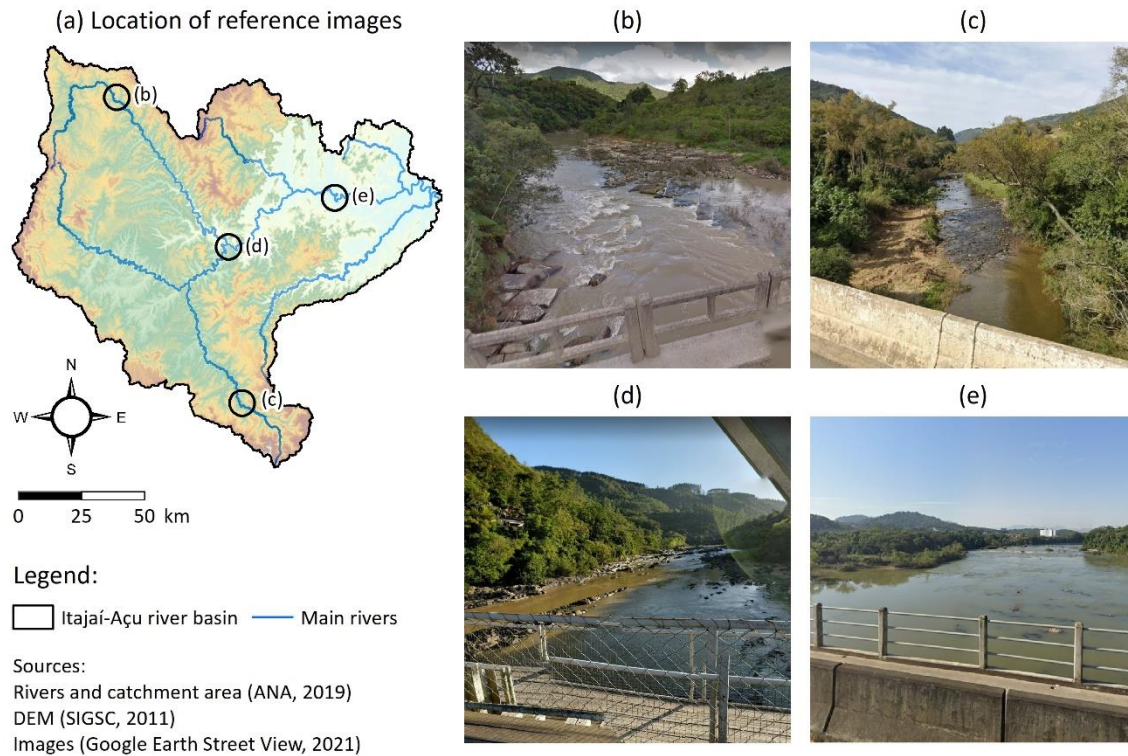 (a) Location of reference images
(b)
(c)
(b)
(e)
(d)
(c)
N
W E
S
0 25 50 km
(d)
(e)
Legend:
Itajaí-Açu river basin Main rivers
Sources:
Rivers and catchment area (ANA, 2019)
DEM (SIGSC, 2011)
Images (Google Earth Street View, 2021)